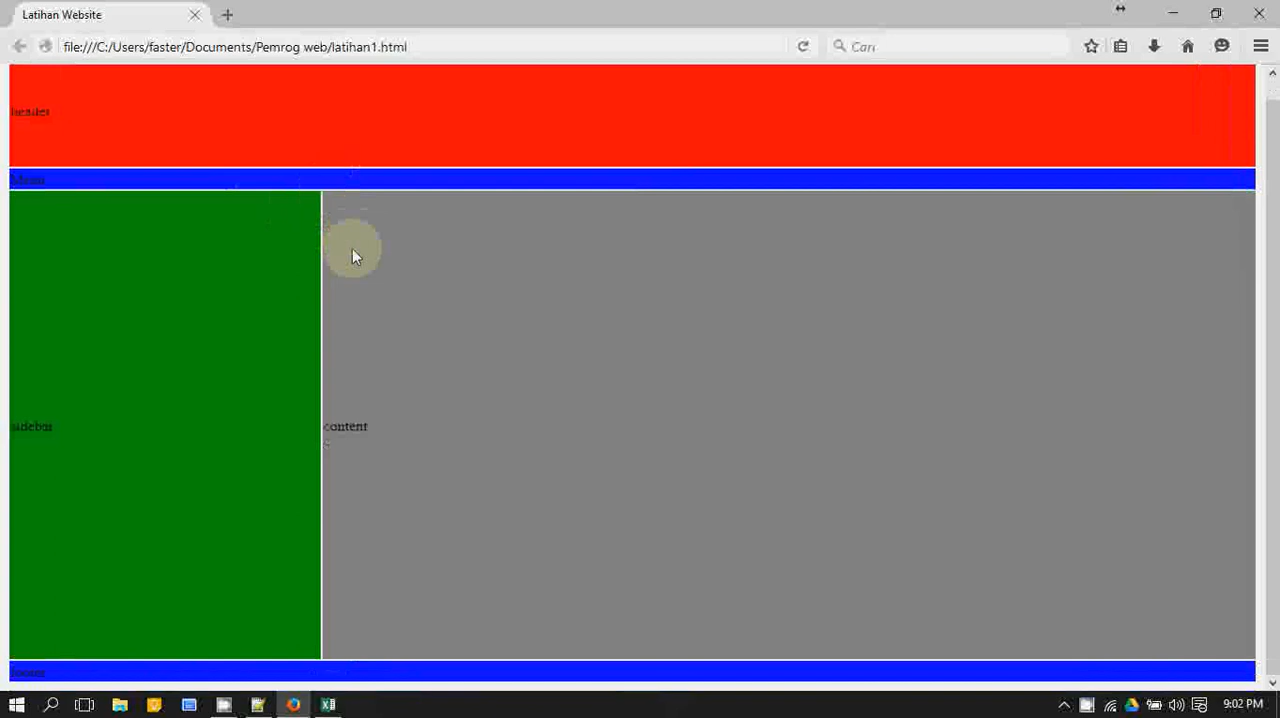 Latihan Website
file:///C:/Users/faster/Documents/Pemrog web/latihan1.html
Cari
header
Menu
sidebar
content
footer
9:02 PM